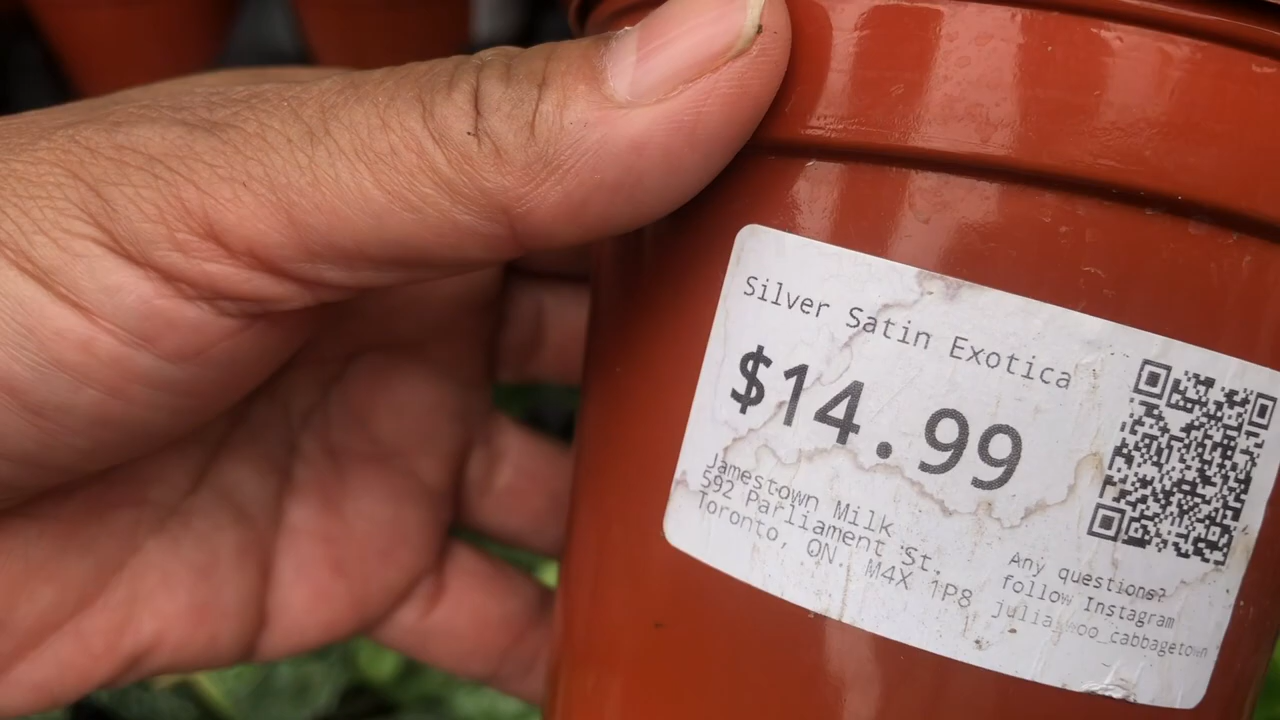 Silver Satin Exotica
$14.99
Jamestown Milk
592 Parliament St.
Toronto, ON. M4X 1P8
Any questions?
follow Instagram